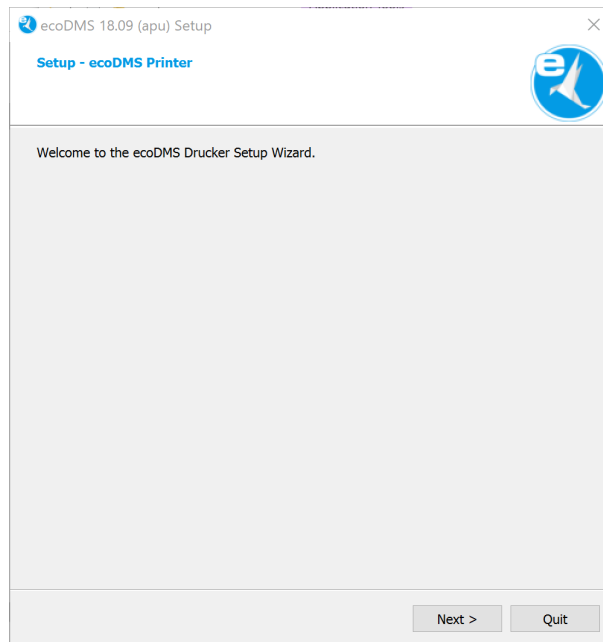 ecoDMS 18.09 (apu) Setup
Setup - ecoDMS Printer
e
Welcome to the ecoDMS Drucker Setup Wizard.
Next >
Quit